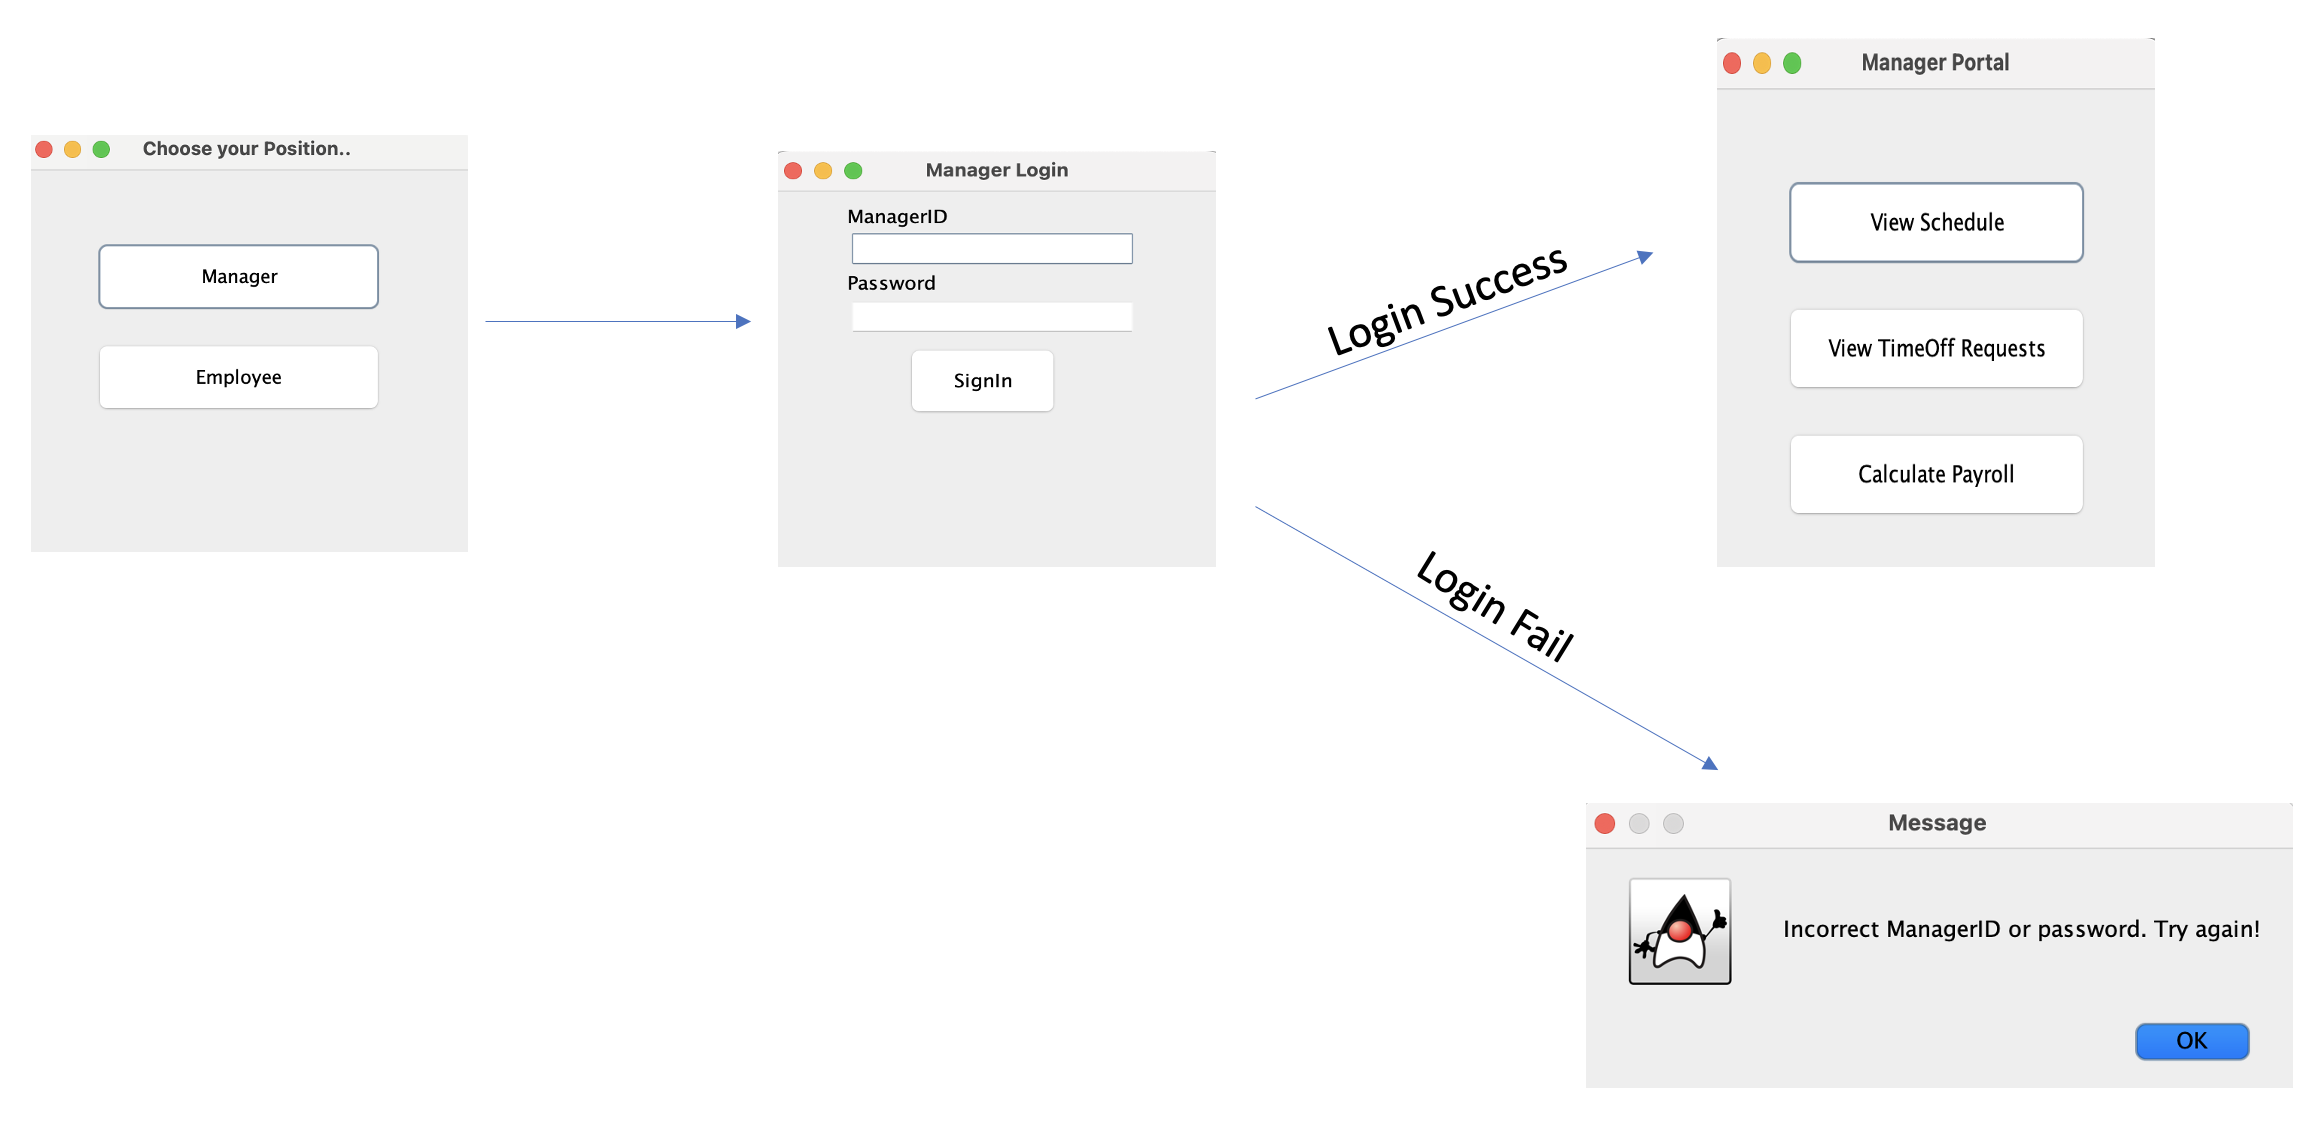 Choose your Position..
Manager
Employee
Manager Login
ManagerID
Password
SignIn
Login Success
Manager Portal
View Schedule
View TimeOff Requests
Calculate Payroll
Login Fail
Message
Incorrect ManagerID or password. Try again!
OK